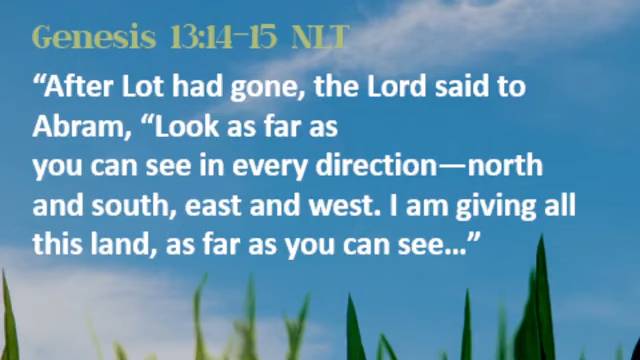 Genesis 13:14-15 NLT
“After Lot had gone, the Lord said to
Abram, “Look as far as
you can see in every direction—north
and south, east and west. I am giving all
this land, as far as you can see…”